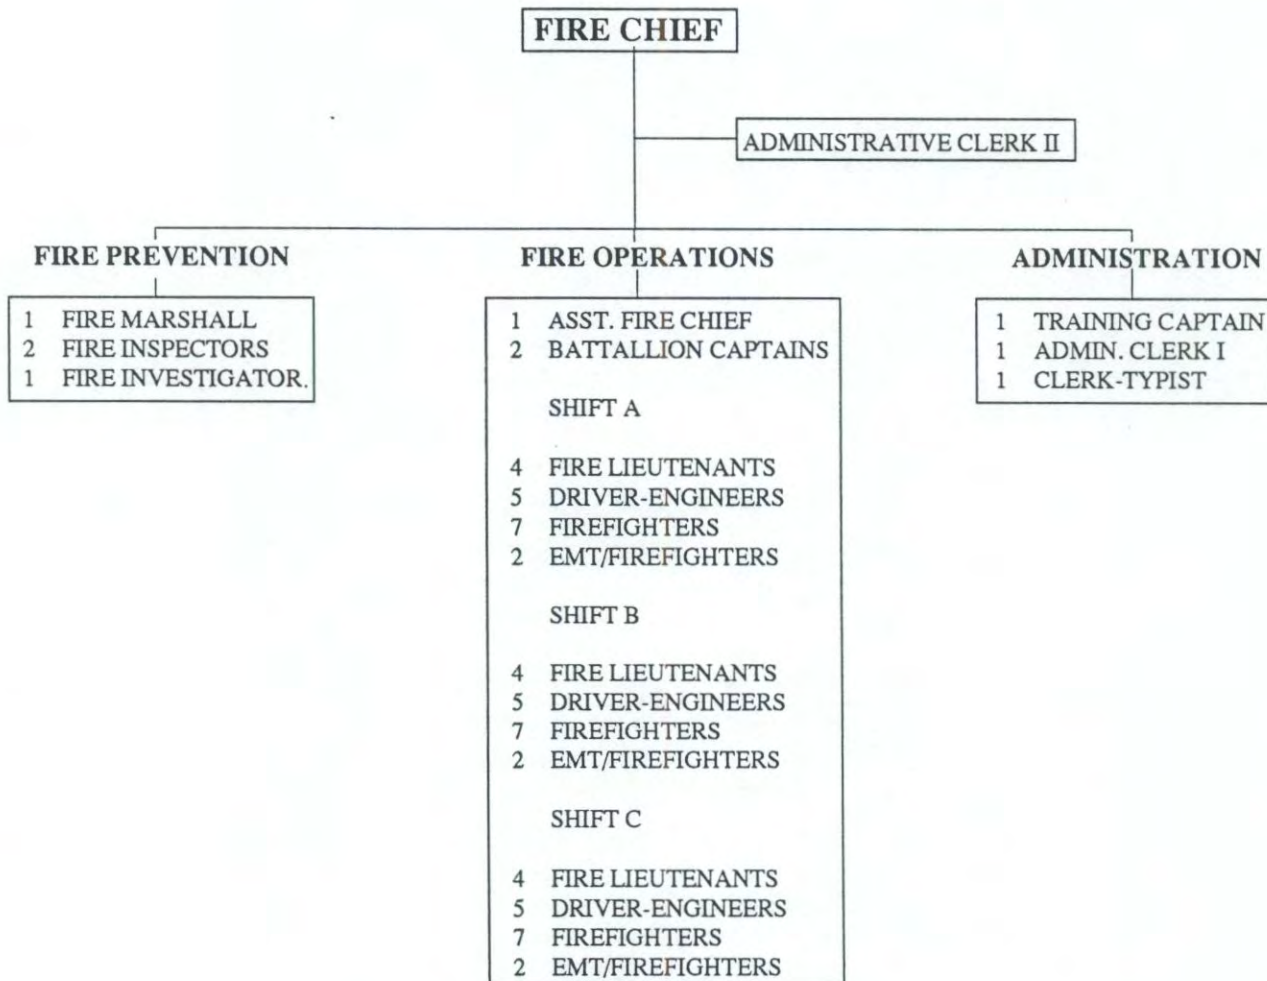 FIRE CHIEF
ADMINISTRATIVE CLERK II
FIRE PREVENTION
1 FIRE MARSHALL
2 FIRE INSPECTORS
1 FIRE INVESTIGATOR.
FIRE OPERATIONS
1 ASST. FIRE CHIEF
2 BATTALLION CAPTAINS
SHIFT A
4 FIRE LIEUTENANTS
5 DRIVER-ENGINEERS
7 FIREFIGHTERS
2 EMT/FIREFIGHTERS
SHIFT B
4 FIRE LIEUTENANTS
5 DRIVER-ENGINEERS
7 FIREFIGHTERS
2 EMT/FIREFIGHTERS
SHIFT C
4 FIRE LIEUTENANTS
5 DRIVER-ENGINEERS
7 FIREFIGHTERS
2 EMT/FIREFIGHTERS
ADMINISTRATION
1 TRAINING CAPTAIN
1 ADMIN. CLERK I
1 CLERK-TYPIST